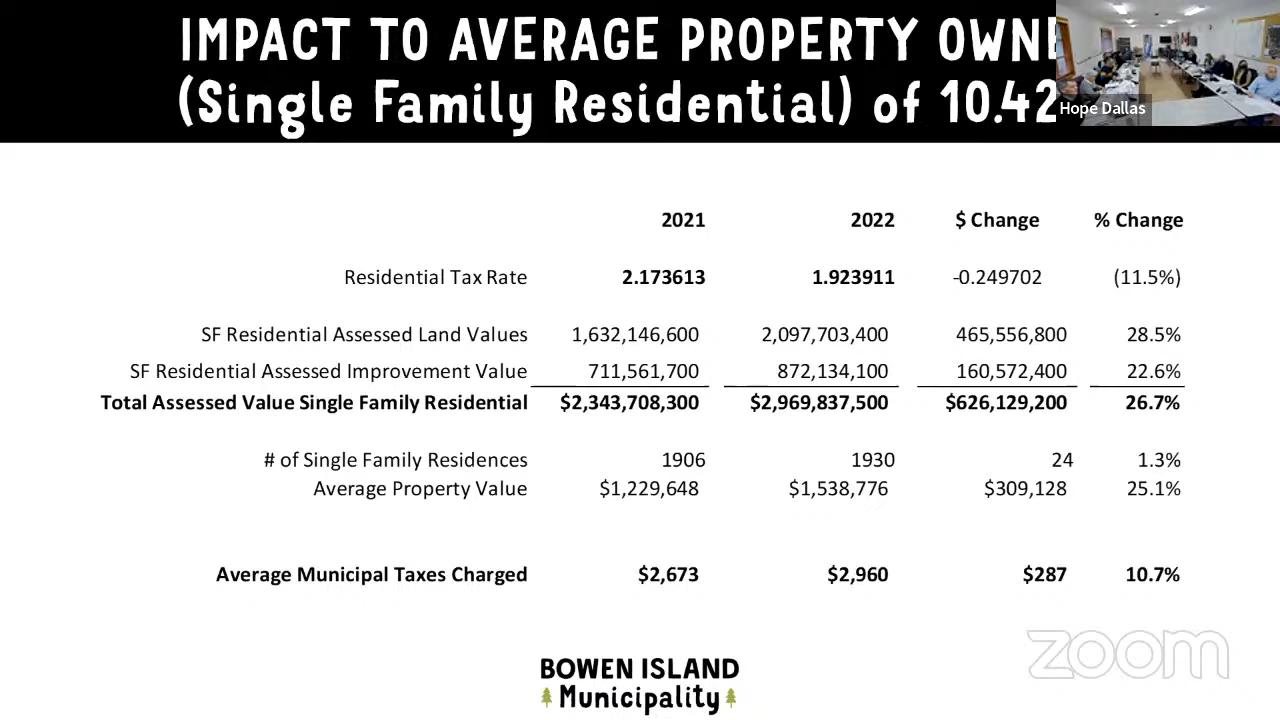 IMPACT TO AVERAGE PROPERTY
(Single Family Residential) of 10.42
Hope Dallas
2021 2022 $ Change % Change
Residential Tax Rate 2.173613 1.923911 -0.249702 (11.5%)
SF Residential Assessed Land Values 1,632,146,600 2,097,703,400 465,556,800 28.5%
SF Residential Assessed Improvement Value 711,561,700 872,134,100 160,572,400 22.6%
Total Assessed Value Single Family Residential $2,343,708,300 $2,969,837,500 $626,129,200 26.7%
# of Single Family Residences 1906 1930 24 1.3%
Average Property Value $1,229,648 $1,538,776 $309,128 25.1%
Average Municipal Taxes Charged $2,673 $2,960 $287 10.7%
zoom
BOWEN ISLAND
Municipality